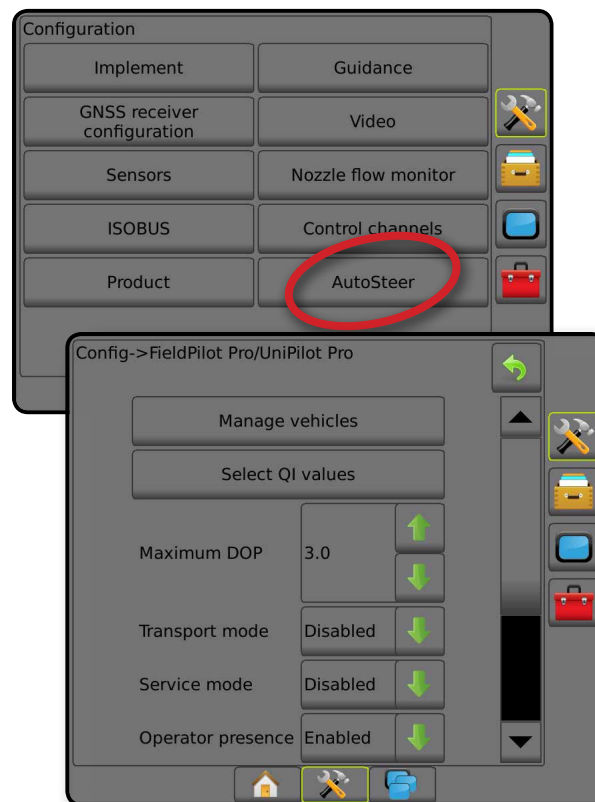 Configuration
Implement
Guidance
GNSS receiver
configuration
Video
Sensors
Nozzle flow monitor
ISOBUS
Control channels
Product
AutoSteer
Config->FieldPilot Pro/UniPilot Pro
Manage vehicles
Select QI values
Maximum DOP 3.0
Transport mode Disabled
Service mode Disabled
Operator presence Enabled